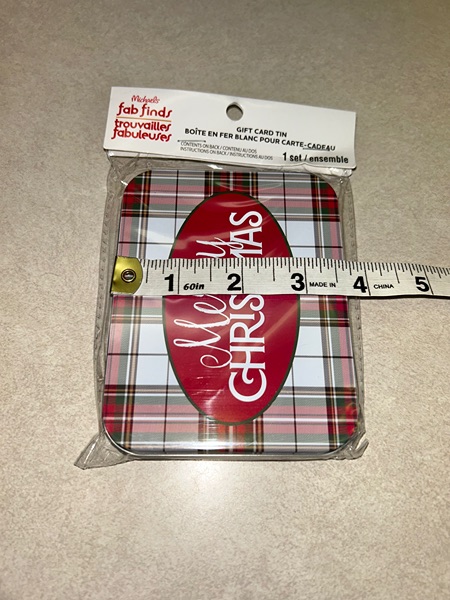 Michaels
fab finds
trouvailles
fabuleuses
GIFT CARD TIN
BOÎTE EN FER BLANC POUR CARTE-CADEAU
CONTENTS ON BACK / CONTENU AU DOS
INSTRUCTIONS ON BACK / INSTRUCTIONS AU DOS
1 set / ensemble
Merry
CHRISTMAS
1 60in 2 3 MADE IN 4 CHINA 5